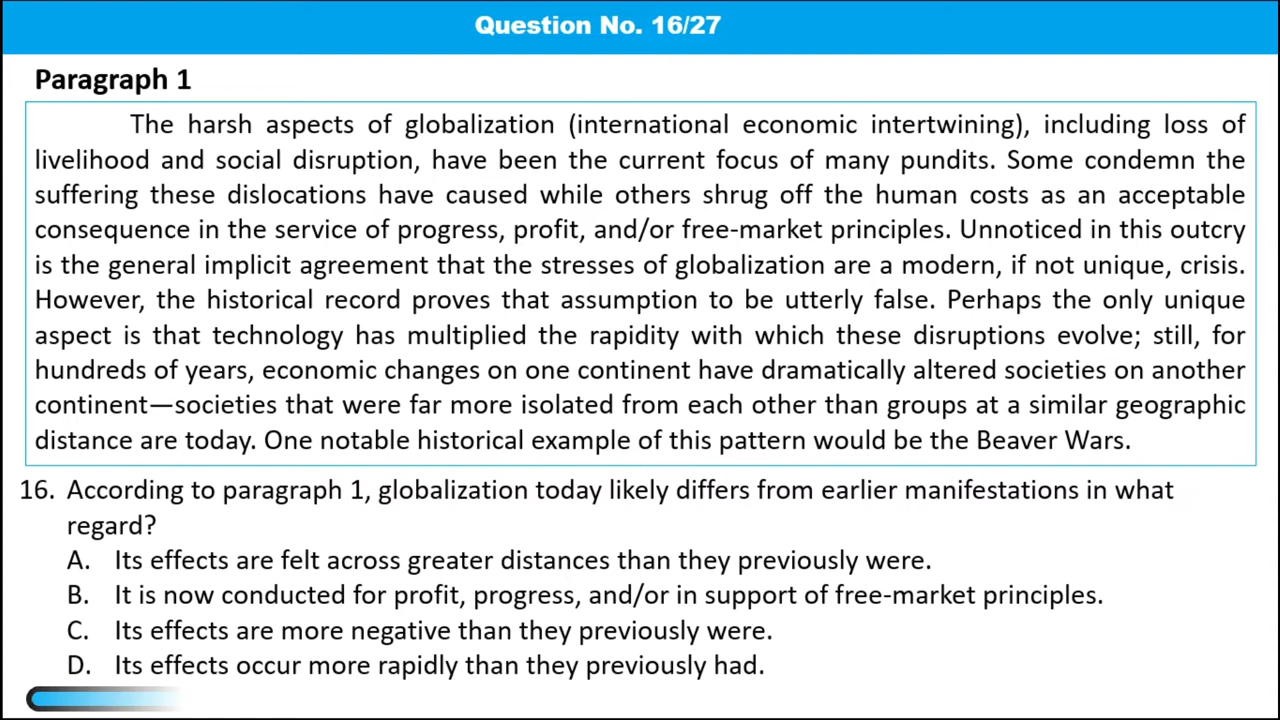 Question No. 16/27
Paragraph 1
The harsh aspects of globalization (international economic intertwining), including loss of
livelihood and social disruption, have been the current focus of many pundits. Some condemn the
suffering these dislocations have caused while others shrug off the human costs as an acceptable
consequence in the service of progress, profit, and/or free-market principles. Unnoticed in this outcry
is the general implicit agreement that the stresses of globalization are a modern, if not unique, crisis.
However, the historical record proves that assumption to be utterly false. Perhaps the only unique
aspect is that technology has multiplied the rapidity with which these disruptions evolve; still, for
hundreds of years, economic changes on one continent have dramatically altered societies on another
continent—societies that were far more isolated from each other than groups at a similar geographic
distance are today. One notable historical example of this pattern would be the Beaver Wars.
16. According to paragraph 1, globalization today likely differs from earlier manifestations in what
regard?
A. Its effects are felt across greater distances than they previously were.
B. It is now conducted for profit, progress, and/or in support of free-market principles.
C. Its effects are more negative than they previously were.
D. Its effects occur more rapidly than they previously had.